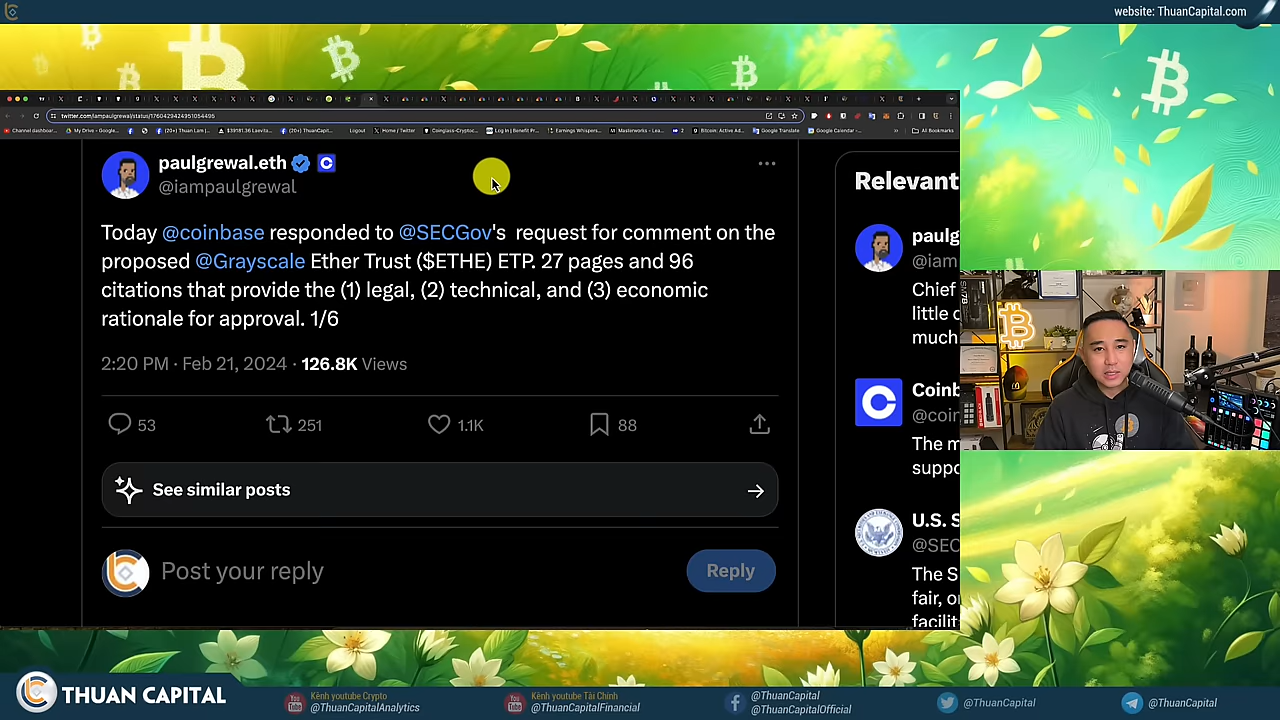 website: ThuanCapital.com
twitter.com/iampaulgrewal/status/1760429424951054495
paulgrewal.eth
@iampaulgrewal
Today @coinbase responded to @SECGov's request for comment on the
proposed @Grayscale Ether Trust ($ETHE) ETP. 27 pages and 96
citations that provide the (1) legal, (2) technical, and (3) economic
rationale for approval. 1/6
2:20 PM · Feb 21, 2024 · 126.8K Views
53 251 1.1K 88
See similar posts
Post your reply
Reply
Relevant
paulg
@iam
Chief
little
much
Coinb
@coin
The m
suppo
U.S. S
@SEC
The S
fair, o
facilit
THUAN CAPITAL
Kênh youtube Crypto
@ThuanCapitalAnalytics
Kênh youtube Tài Chính
@ThuanCapitalFinancial
@ThuanCapital
@ThuanCapitalOfficial
@ThuanCapital
@ThuanCapital